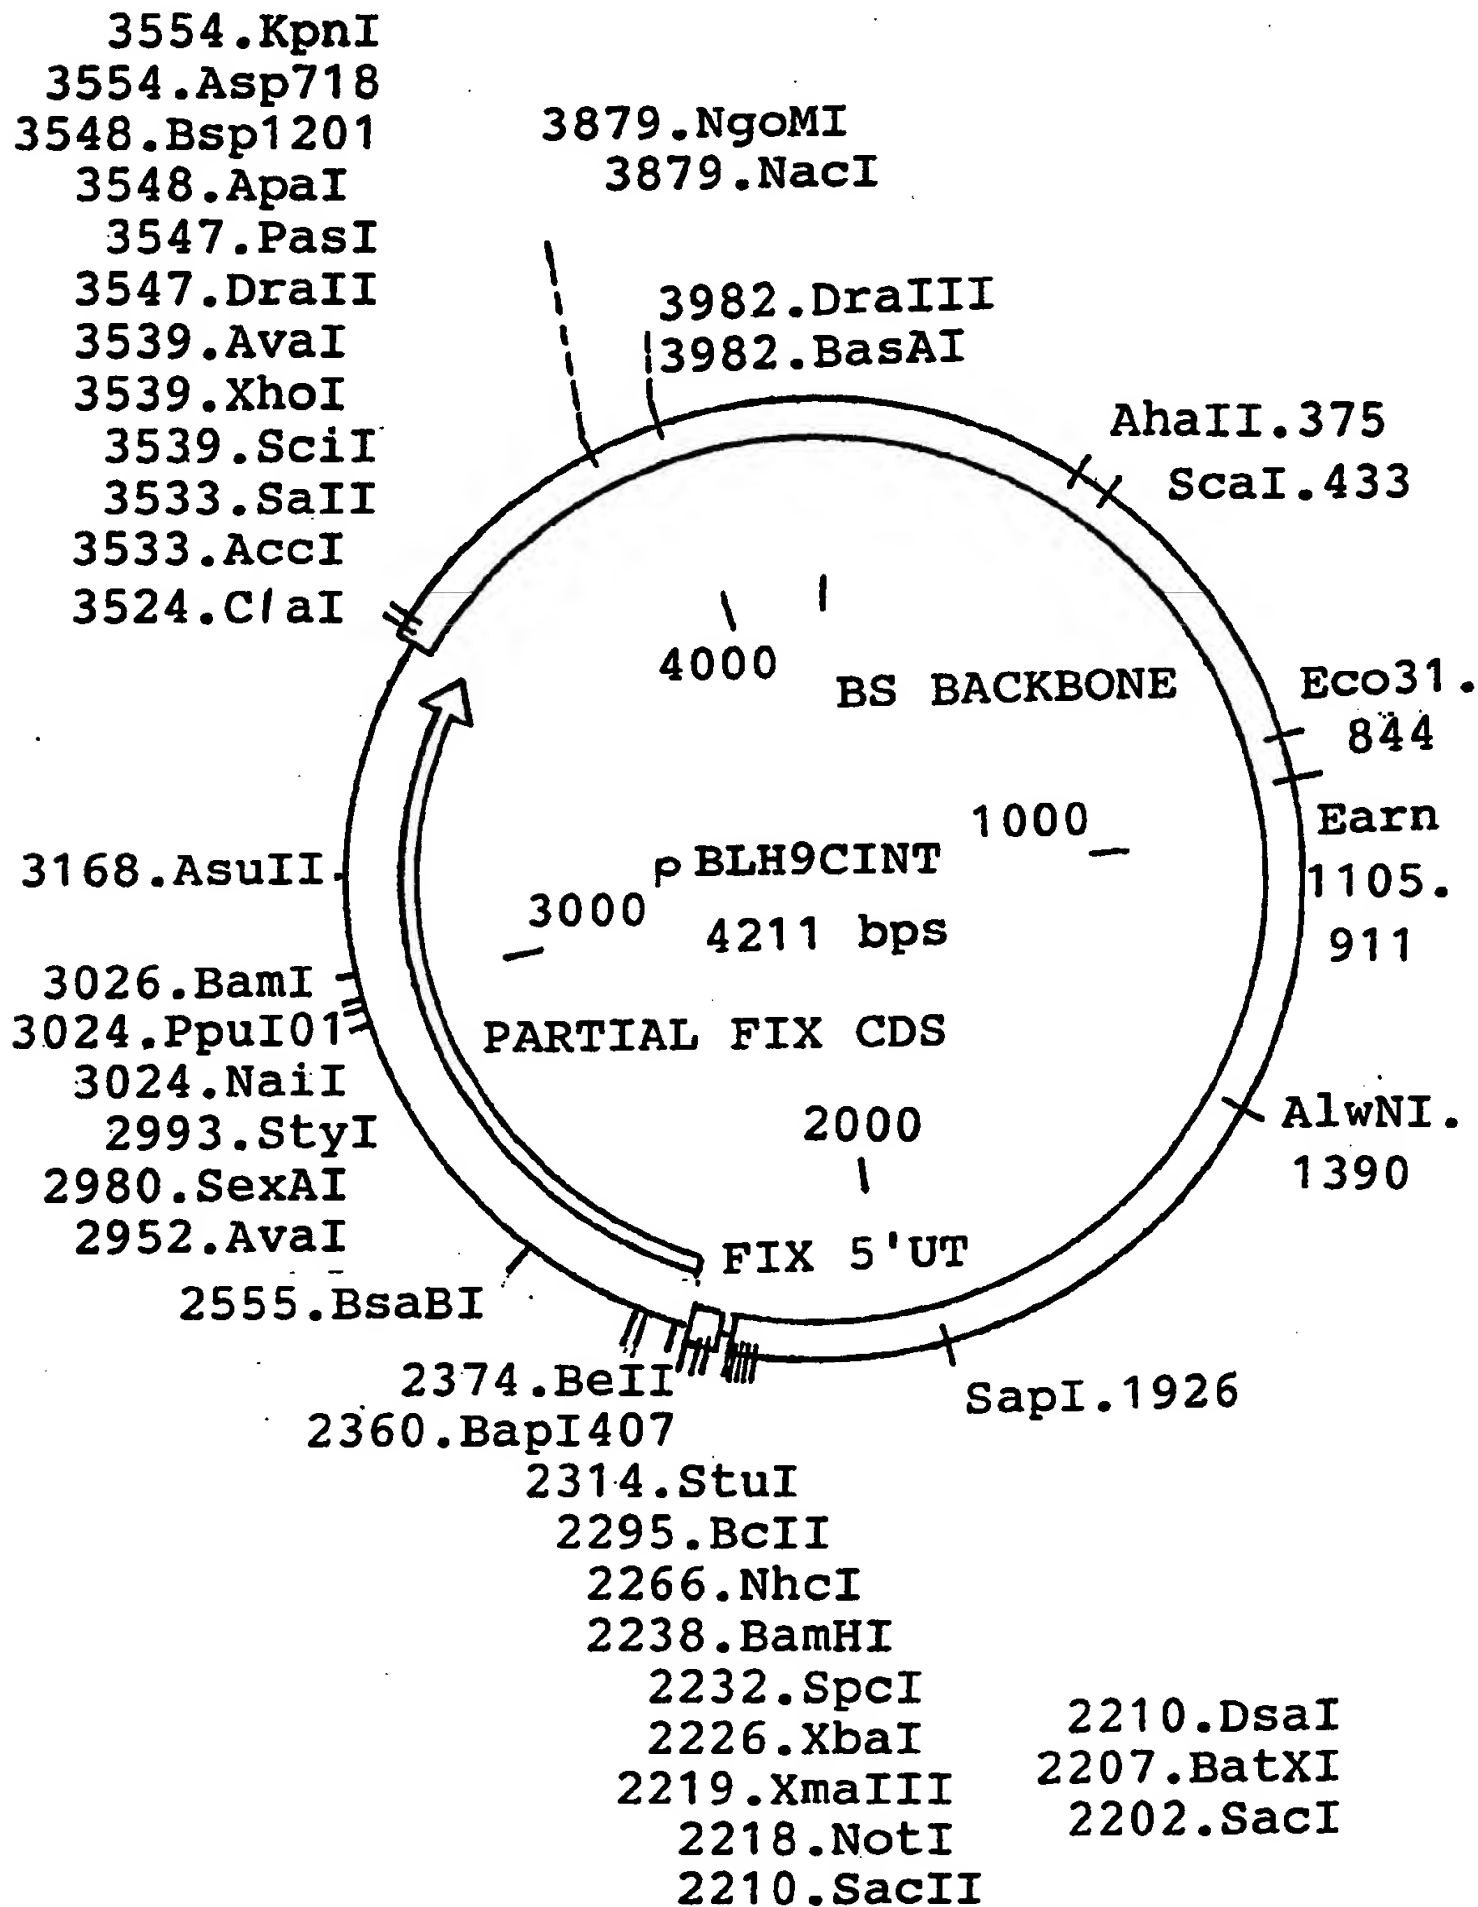 3554.KpnI
3554.Asp718
3548.Bsp1201
3548.ApaI
3547.PasI
3547.DraII
3539.AvaI
3539.XhoI
3539.SciI
3533.SaII
3533.AccI
3524.ClaI
3879.NgoMI
3879.NacI
3982.DraIII
3982.BasAI
AhaII.375
ScaI.433
Eco31.
844
Earn
1105.
911
AlwNI.
1390
SapI.1926
4000
BS BACKBONE
1000
pBLH9CINT
3000
4211 bps
PARTIAL FIX CDS
2000
FIX 5'UT
3168.AsuII
3026.BamI
3024.PpuI01
3024.NaiI
2993.StyI
2980.SexAI
2952.AvaI
2555.BsaBI
2374.BeII
2360.BapI407
2314.StuI
2295.BcII
2266.NhcI
2238.BamHI
2232.SpcI
2226.XbaI
2219.XmaIII
2218.NotI
2210.SacII
2210.DsaI
2207.BatXI
2202.SacI